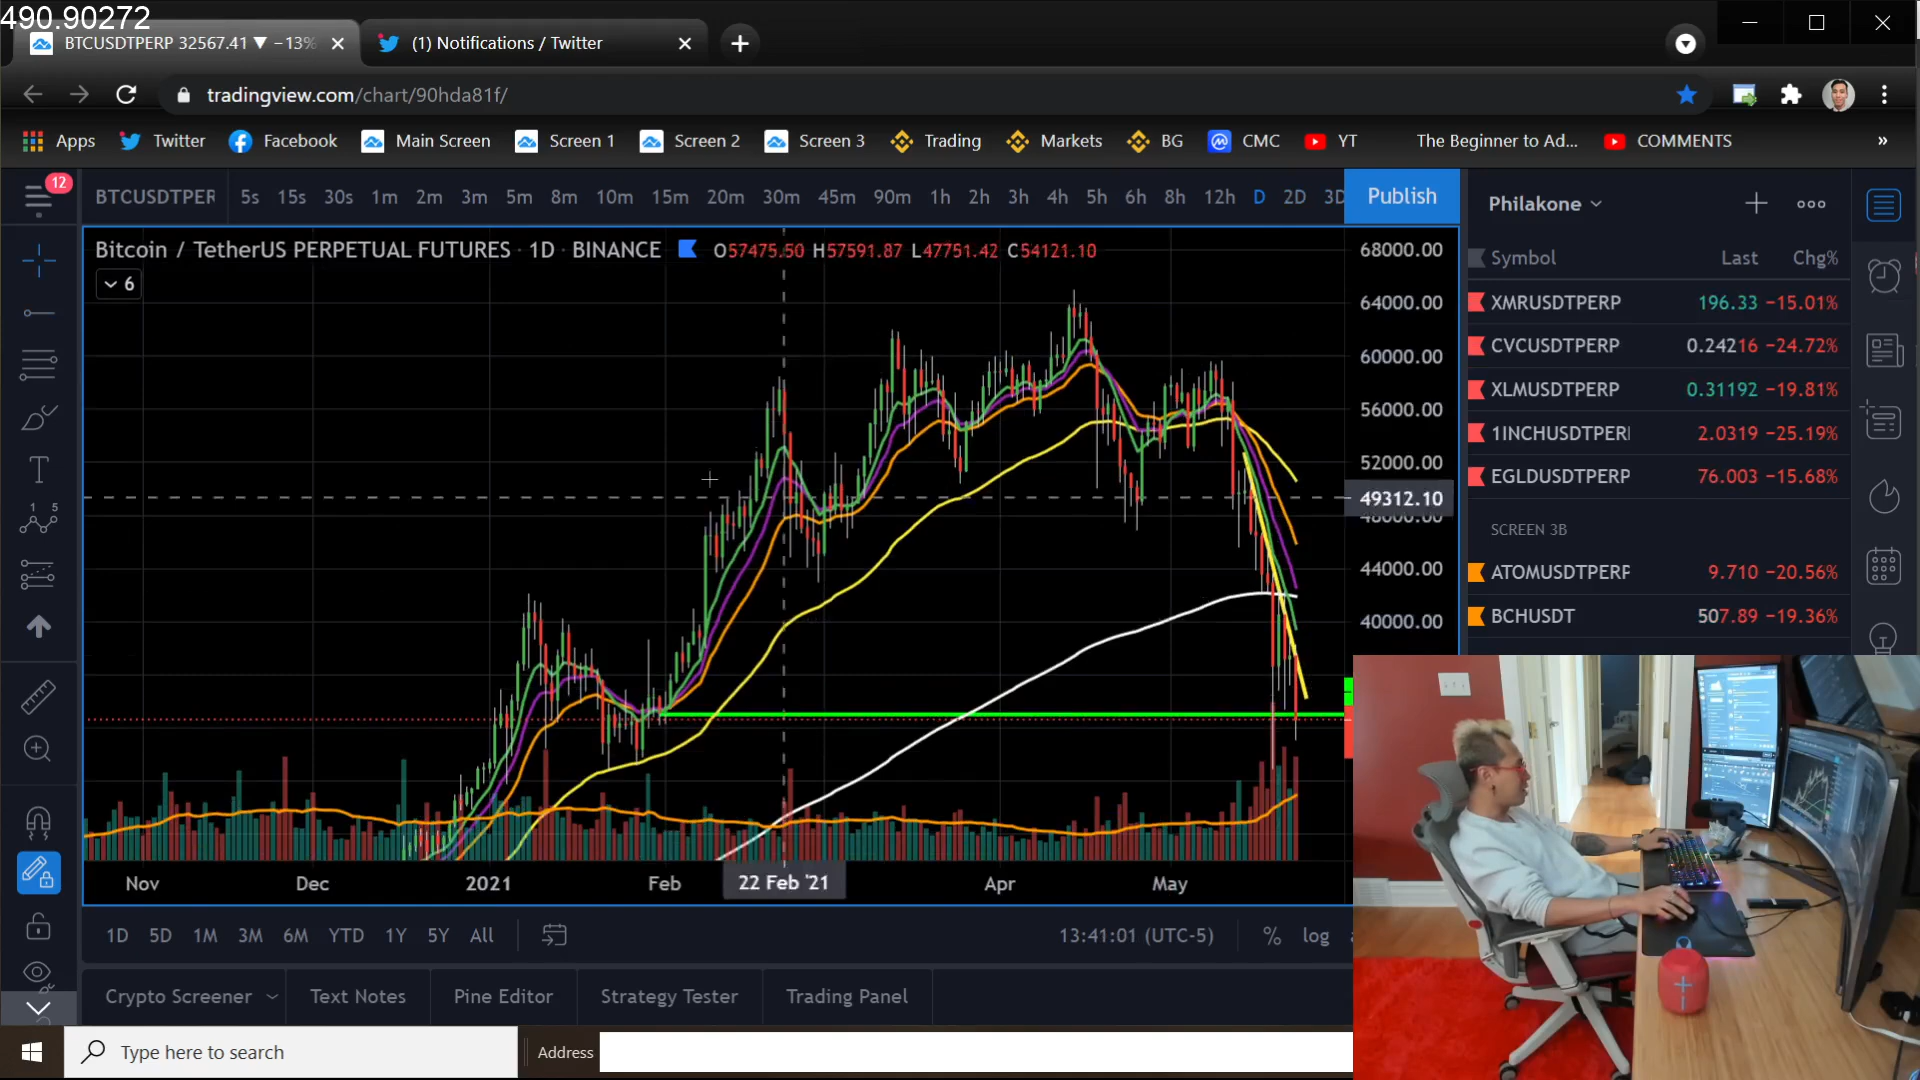 490.90272
BTCUSDTPERP 32567.41 ▼ −13%
(1) Notifications / Twitter
tradingview.com/chart/90hda81f/
Apps Twitter Facebook Main Screen Screen 1 Screen 2 Screen 3 Trading Markets BG CMC YT The Beginner to Ad... COMMENTS »
12
BTCUSDTPER 5s 15s 30s 1m 2m 3m 5m 8m 10m 15m 20m 30m 45m 90m 1h 2h 3h 4h 5h 6h 8h 12h D 2D 3D Publish
Philakone
Bitcoin / TetherUS PERPETUAL FUTURES · 1D · BINANCE O57475.50 H57591.87 L47751.42 C54121.10
6
68000.00
64000.00
60000.00
56000.00
52000.00
49312.10
48000.00
44000.00
40000.00
Symbol Last Chg%
XMRUSDTPERP 196.33 −15.01%
CVCUSDTPERP 0.24216 −24.72%
XLMUSDTPERP 0.31192 −19.81%
1INCHUSDTPERI 2.0319 −25.19%
EGLDUSDTPERP 76.003 −15.68%
SCREEN 3B
ATOMUSDTPERP 9.710 −20.56%
BCHUSDT 507.89 −19.36%
T
1 5
Nov Dec 2021 Feb 22 Feb '21 Apr May
1D 5D 1M 3M 6M YTD 1Y 5Y All 13:41:01 (UTC-5) % log
Crypto Screener Text Notes Pine Editor Strategy Tester Trading Panel
Type here to search
Address